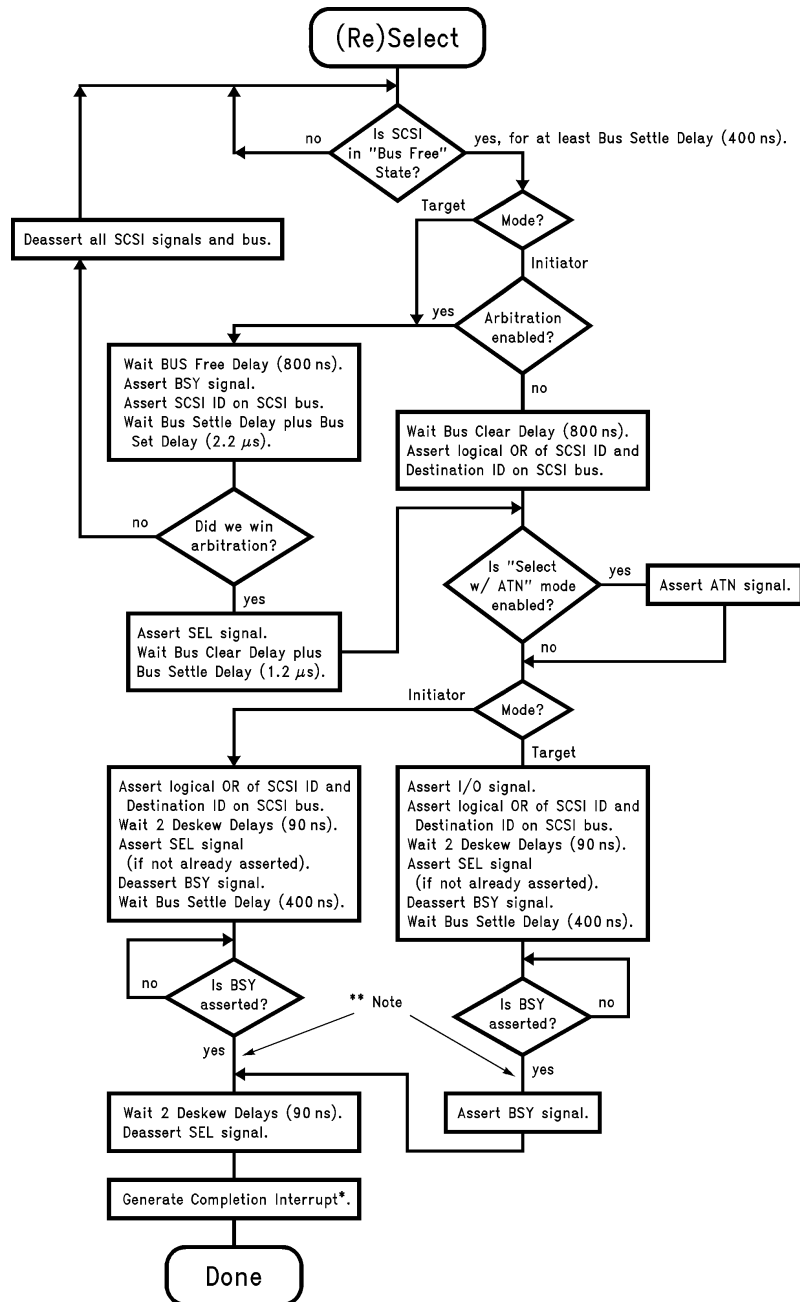 (Re)Select
Is SCSI
in "Bus Free"
State?
no
yes, for at least Bus Settle Delay (400 ns).
Mode?
Target
Initiator
Deassert all SCSI signals and bus.
Arbitration
enabled?
yes
no
Wait BUS Free Delay (800 ns).
Assert BSY signal.
Assert SCSI ID on SCSI bus.
Wait Bus Settle Delay plus Bus
Set Delay (2.2 μs).
Wait Bus Clear Delay (800 ns).
Assert logical OR of SCSI ID and
Destination ID on SCSI bus.
Did we win
arbitration?
no
yes
Is "Select
w/ ATN" mode
enabled?
yes
Assert ATN signal.
no
Assert SEL signal.
Wait Bus Clear Delay plus
Bus Settle Delay (1.2 μs).
Mode?
Initiator
Target
Assert logical OR of SCSI ID and
Destination ID on SCSI bus.
Wait 2 Deskew Delays (90 ns).
Assert SEL signal
(if not already asserted).
Deassert BSY signal.
Wait Bus Settle Delay (400 ns).
Assert I/O signal.
Assert logical OR of SCSI ID and
Destination ID on SCSI bus.
Wait 2 Deskew Delays (90 ns).
Assert SEL signal
(if not already asserted).
Deassert BSY signal.
Wait Bus Settle Delay (400 ns).
Is BSY
asserted?
no
yes
** Note
Is BSY
asserted?
no
yes
Wait 2 Deskew Delays (90 ns).
Deassert SEL signal.
Assert BSY signal.
Generate Completion Interrupt*.
Done